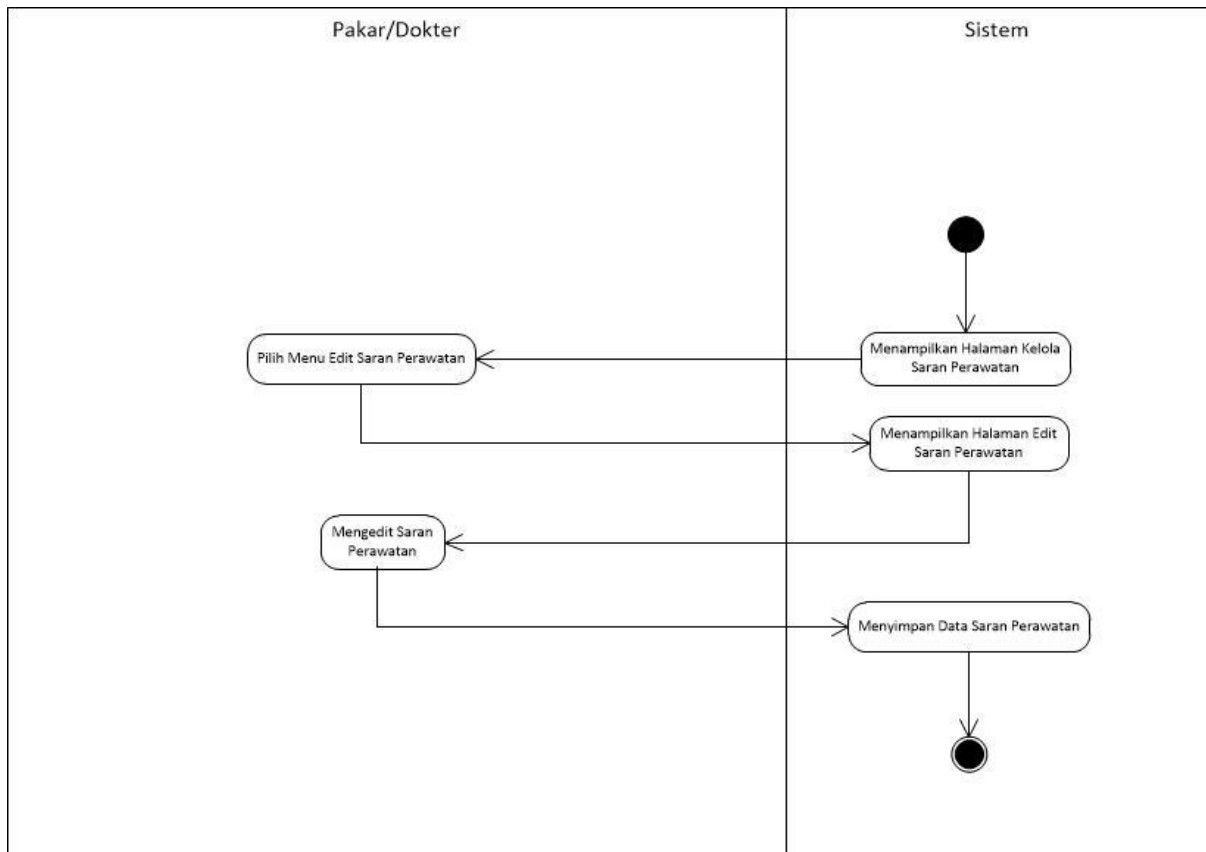 Pakar/Dokter
Sistem
Menampilkan Halaman Kelola
Saran Perawatan
Pilih Menu Edit Saran Perawatan
Menampilkan Halaman Edit
Saran Perawatan
Mengedit Saran
Perawatan
Menyimpan Data Saran Perawatan